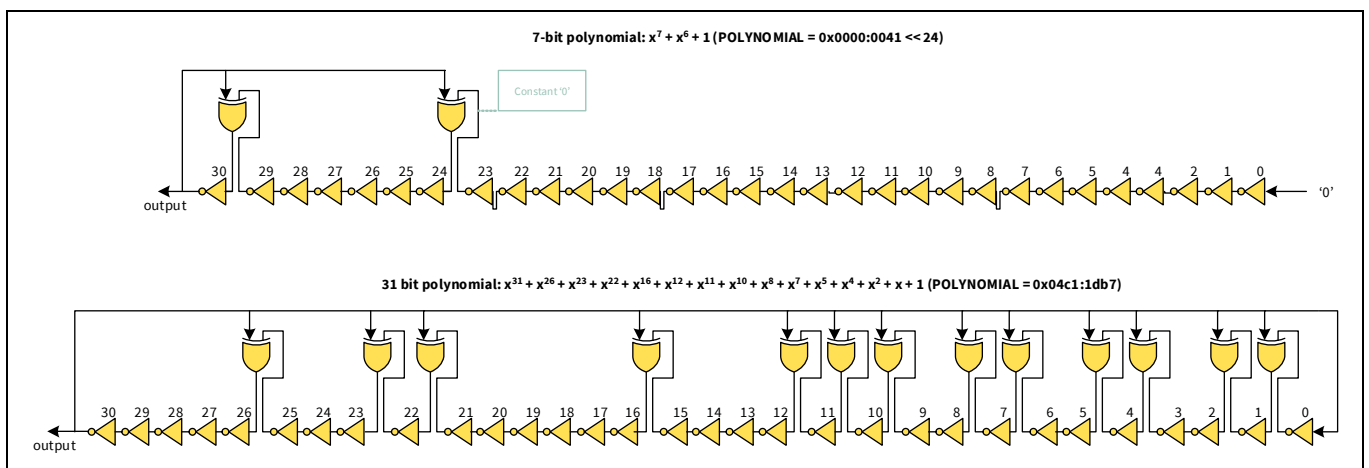 7-bit polynomial: x⁷ + x⁶ + 1 (POLYNOMIAL = 0x0000:0041 << 24)
Constant ‘0’
30 29 28 27 26 25 24 23 22 21 20 19 18 17 16 15 14 13 12 11 10 9 8 7 6 5 4 4 2 1 0
output
‘0’
31 bit polynomial: x³¹ + x²⁶ + x²³ + x²² + x¹⁶ + x¹² + x¹¹ + x¹⁰ + x⁸ + x⁷ + x⁵ + x⁴ + x² + x + 1 (POLYNOMIAL = 0x04c1:1db7)
30 29 28 27 26 25 24 23 22 21 20 19 18 17 16 15 14 13 12 11 10 9 8 7 6 5 4 3 2 1 0
output